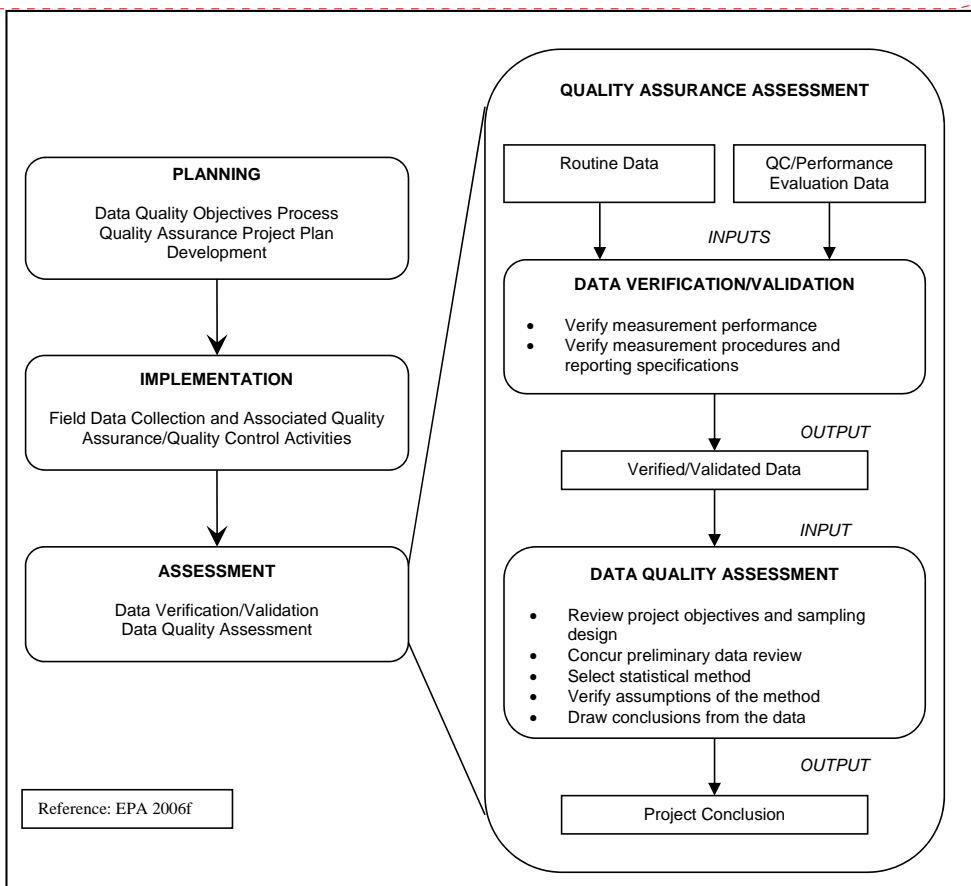 PLANNING
Data Quality Objectives Process
Quality Assurance Project Plan
Development
IMPLEMENTATION
Field Data Collection and Associated Quality
Assurance/Quality Control Activities
ASSESSMENT
Data Verification/Validation
Data Quality Assessment
Reference: EPA 2006f
QUALITY ASSURANCE ASSESSMENT
Routine Data
QC/Performance
Evaluation Data
INPUTS
DATA VERIFICATION/VALIDATION
• Verify measurement performance
• Verify measurement procedures and
reporting specifications
OUTPUT
Verified/Validated Data
INPUT
DATA QUALITY ASSESSMENT
• Review project objectives and sampling
design
• Concur preliminary data review
• Select statistical method
• Verify assumptions of the method
• Draw conclusions from the data
OUTPUT
Project Conclusion